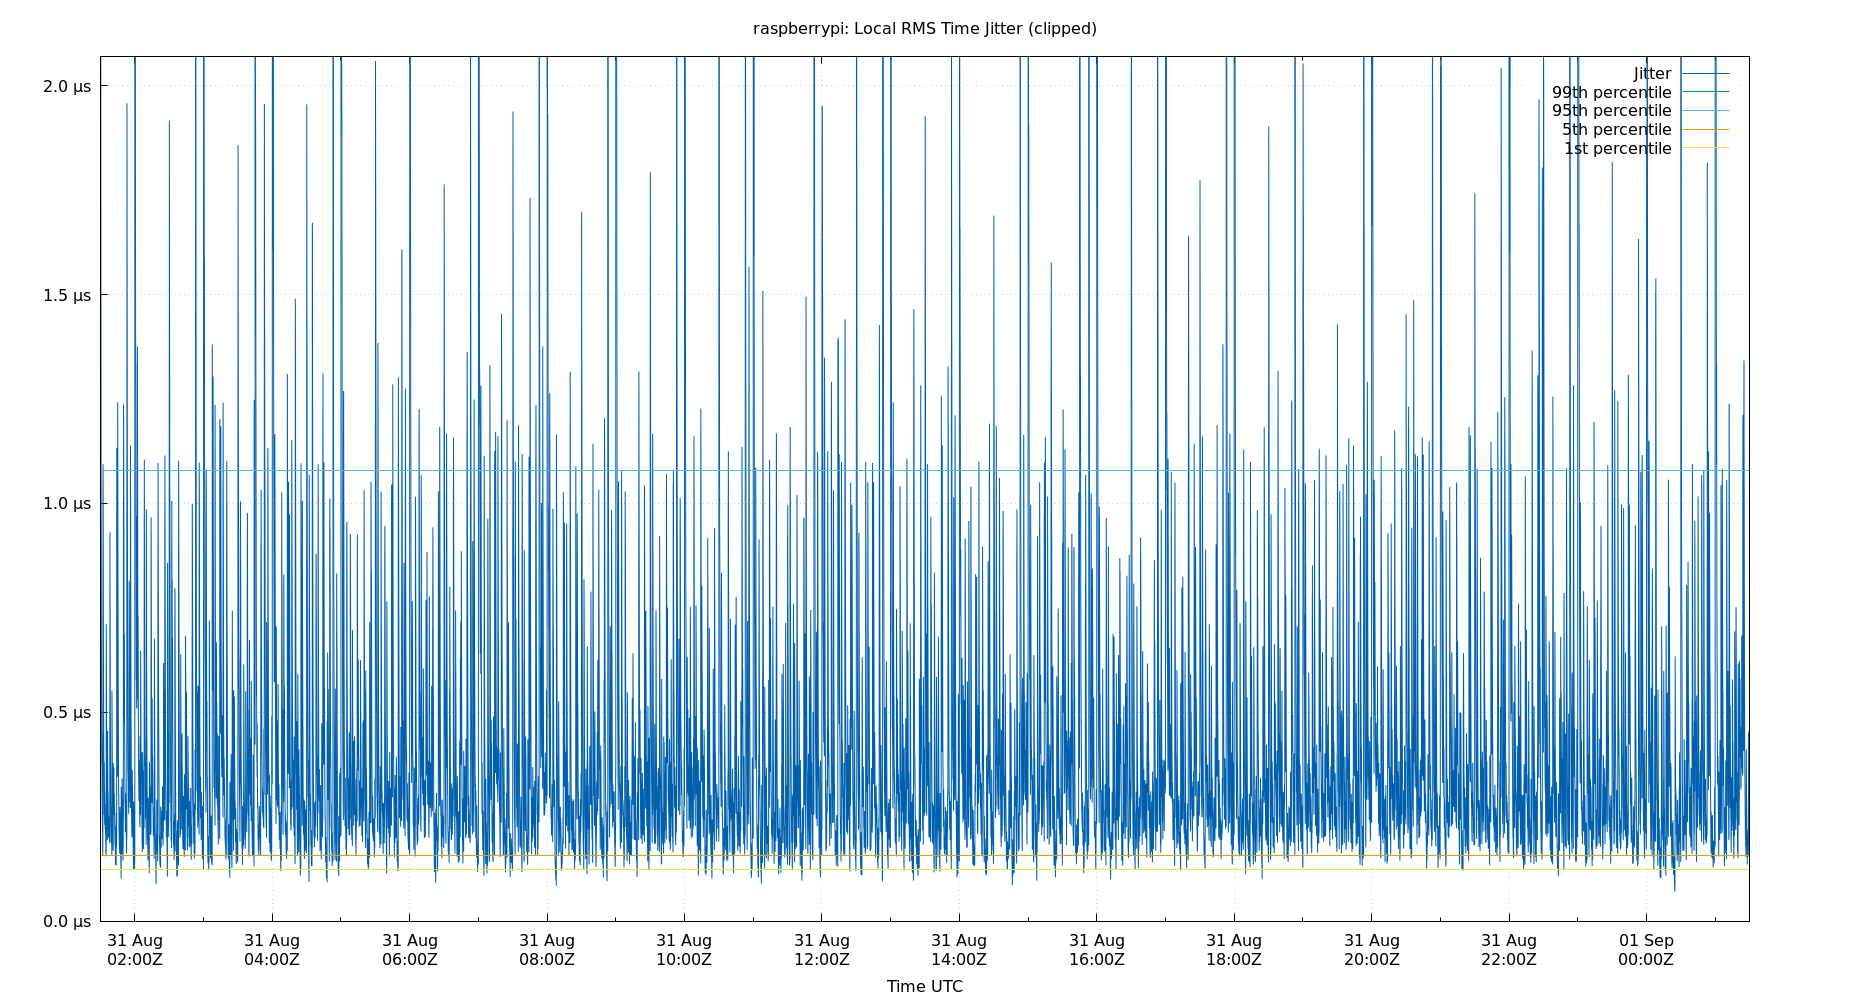 raspberrypi: Local RMS Time Jitter (clipped)
2.0 µs
1.5 µs
1.0 µs
0.5 µs
0.0 µs
Jitter
99th percentile
95th percentile
5th percentile
1st percentile
31 Aug 31 Aug 31 Aug 31 Aug 31 Aug 31 Aug 31 Aug 31 Aug 31 Aug 31 Aug 31 Aug 01 Sep
02:00Z 04:00Z 06:00Z 08:00Z 10:00Z 12:00Z 14:00Z 16:00Z 18:00Z 20:00Z 22:00Z 00:00Z
Time UTC